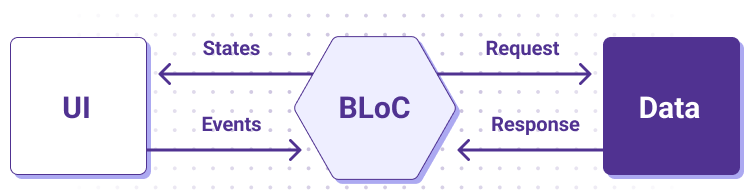 States
Request
UI
BLoC
Data
Events
Response